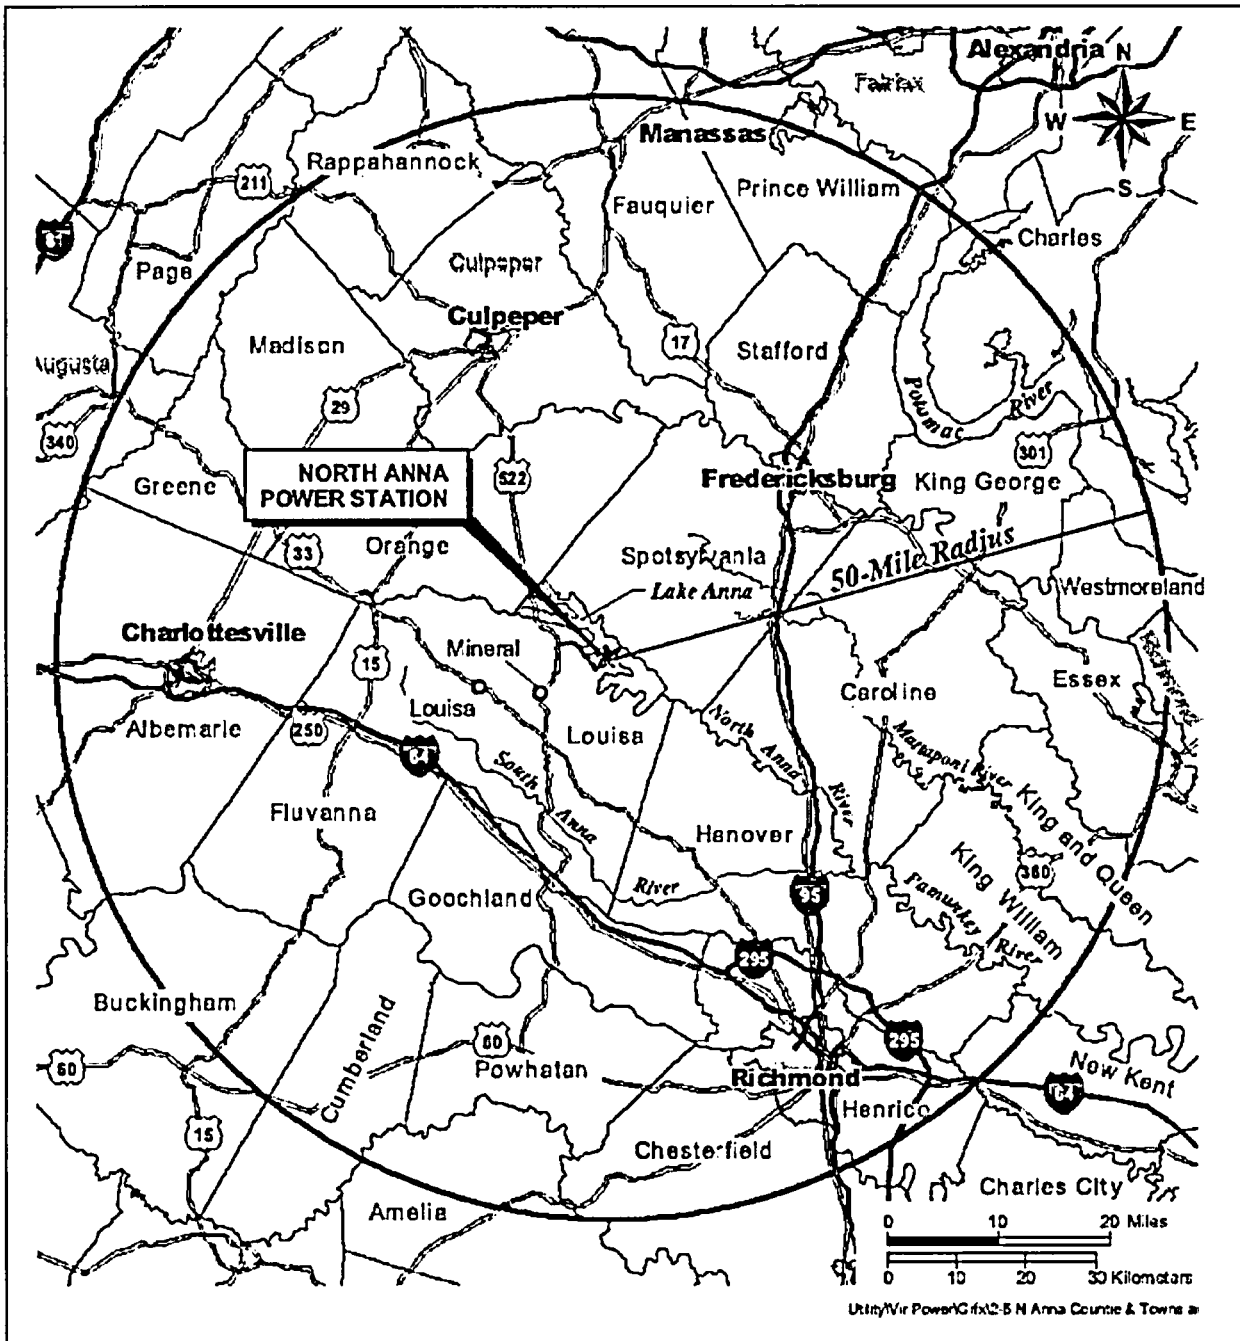 Alexandria
N
Fairfax
W
E
S
Manassas
Rappahannock
211
Prince William
Fauquier
81
Charles
Page
Culpeper
Culpeper
Madison
17
Stafford
Augusta
29
Potomac
River
340
301
NORTH ANNA
POWER STATION
522
Fredericksburg
King George
Greene
33
Orange
Spotsylvania
50-Mile Radius
Lake Anna
Westmoreland
Charlottesville
Mineral
15
Essex
Louisa
Caroline
Albemarle
250
Louisa
North
Anna
River
64
South
Anna
River
Mattaponi River
Fluvanna
Hanover
King and Queen
King William
360
Goochland
95
Pamunkey
River
295
Buckingham
Cumberland
60
60
Powhatan
295
Richmond
New Kent
64
Henrico
15
Chesterfield
Charles City
Amelia
0 10 20 Miles
0 10 20 30 Kilometers